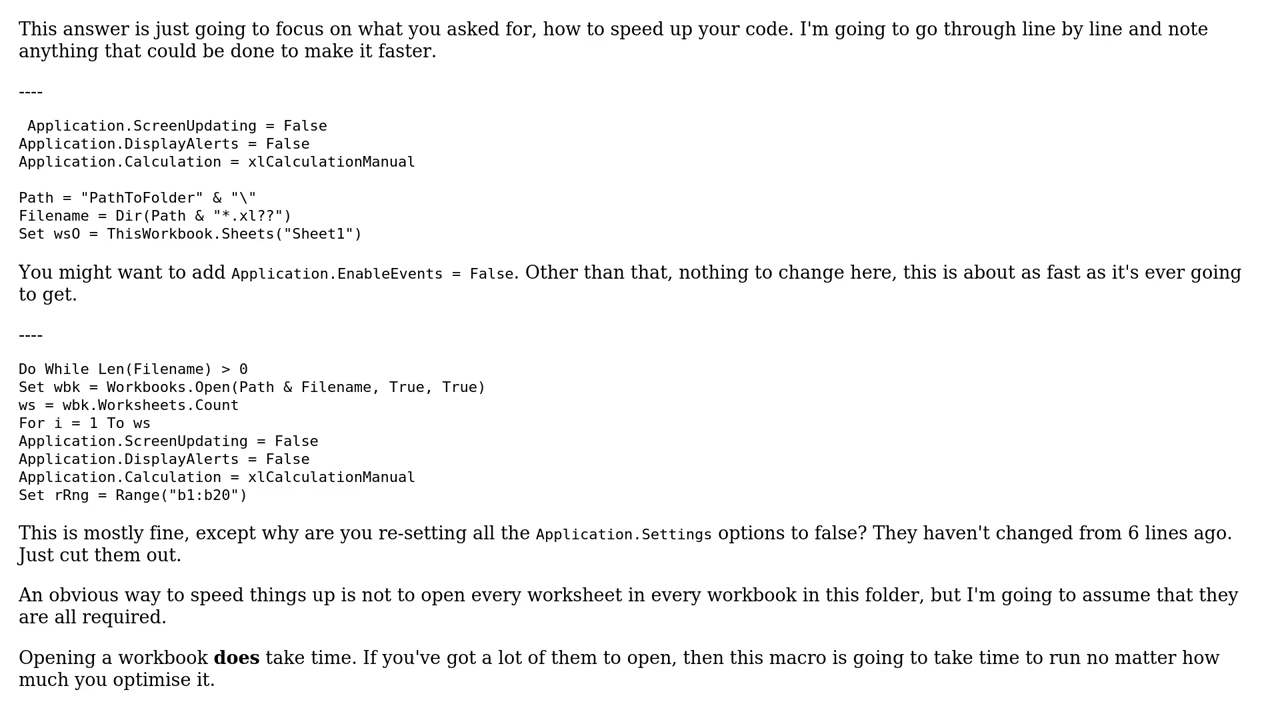 This answer is just going to focus on what you asked for, how to speed up your code. I'm going to go through line by line and note
anything that could be done to make it faster.
----
Application.ScreenUpdating = False
Application.DisplayAlerts = False
Application.Calculation = xlCalculationManual
Path = "PathToFolder" & "\"
Filename = Dir(Path & "*.xl??")
Set wsO = ThisWorkbook.Sheets("Sheet1")
You might want to add Application.EnableEvents = False. Other than that, nothing to change here, this is about as fast as it's ever going
to get.
----
Do While Len(Filename) > 0
Set wbk = Workbooks.Open(Path & Filename, True, True)
ws = wbk.Worksheets.Count
For i = 1 To ws
Application.ScreenUpdating = False
Application.DisplayAlerts = False
Application.Calculation = xlCalculationManual
Set rRng = Range("b1:b20")
This is mostly fine, except why are you re-setting all the Application.Settings options to false? They haven't changed from 6 lines ago.
Just cut them out.
An obvious way to speed things up is not to open every worksheet in every workbook in this folder, but I'm going to assume that they
are all required.
Opening a workbook does take time. If you've got a lot of them to open, then this macro is going to take time to run no matter how
much you optimise it.